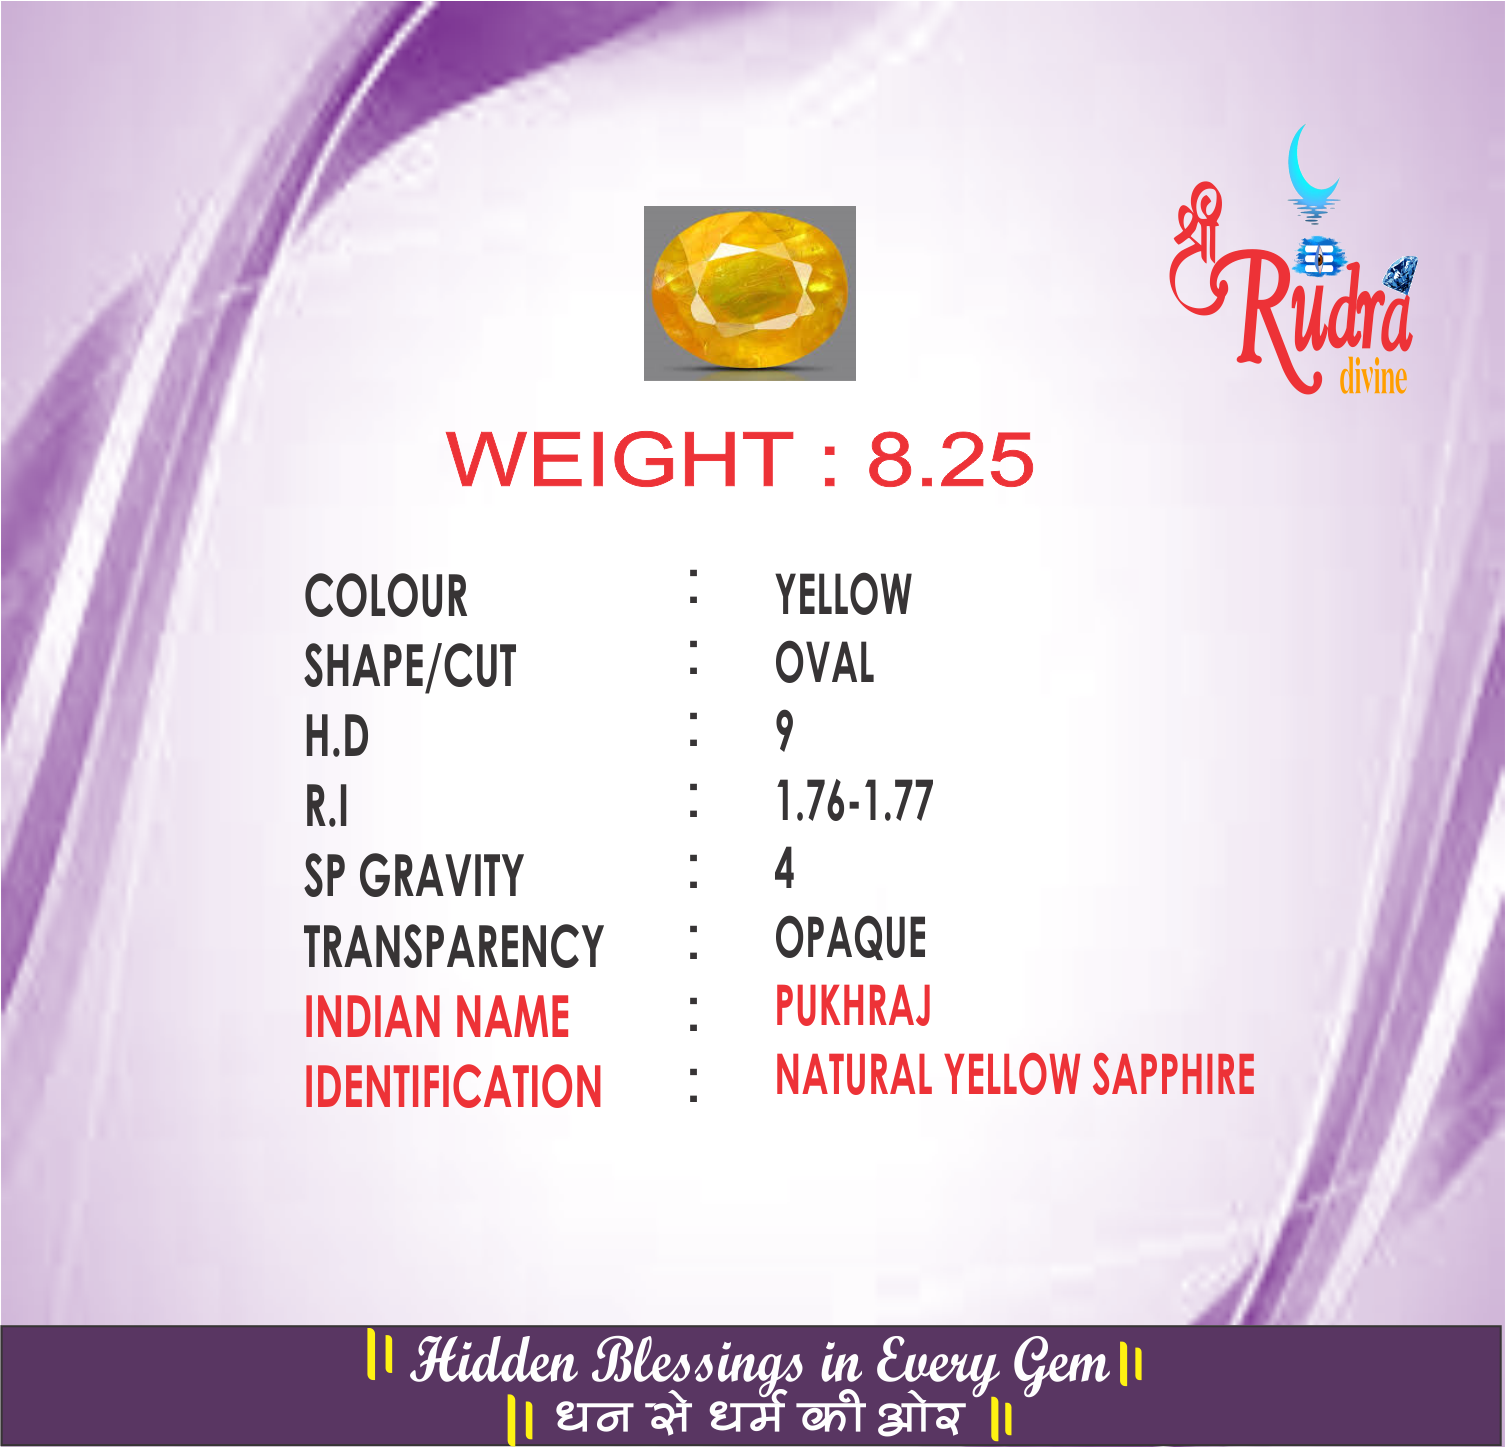 श्री
Rudra
divine
WEIGHT : 8.25
COLOUR : YELLOW
SHAPE/CUT : OVAL
H.D : 9
R.I : 1.76-1.77
SP GRAVITY : 4
TRANSPARENCY : OPAQUE
INDIAN NAME : PUKHRAJ
IDENTIFICATION : NATURAL YELLOW SAPPHIRE
|| Hidden Blessings in Every Gem ||
|| धन से धर्म की ओर ||